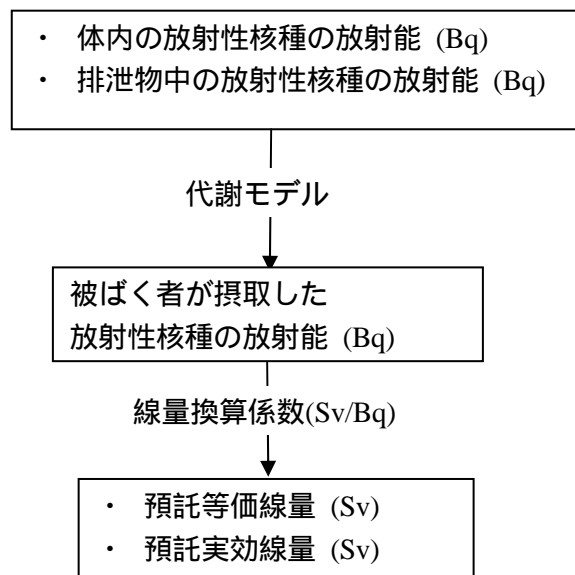 ・ 体内の放射性核種の放射能 (Bq)
・ 排泄物中の放射性核種の放射能 (Bq)
代謝モデル
被ばく者が摂取した
放射性核種の放射能 (Bq)
線量換算係数(Sv/Bq)
・ 預託等価線量 (Sv)
・ 預託実効線量 (Sv)